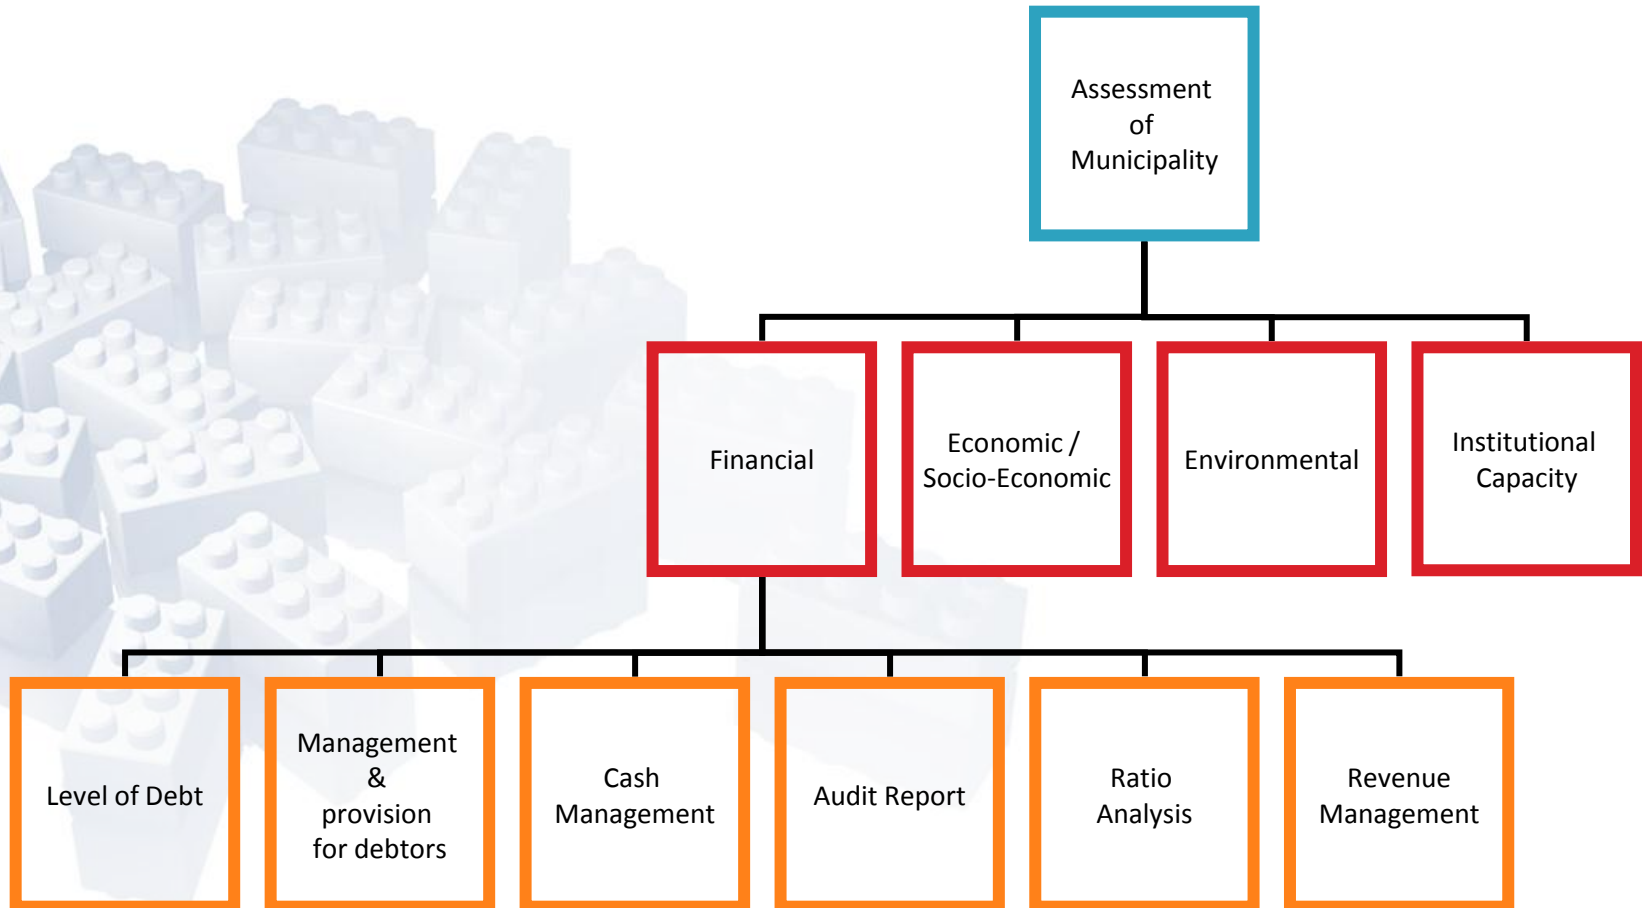 Assessment
of
Municipality
Financial
Economic /
Socio-Economic
Environmental
Institutional
Capacity
Level of Debt
Management
&
provision
for debtors
Cash
Management
Audit Report
Ratio
Analysis
Revenue
Management